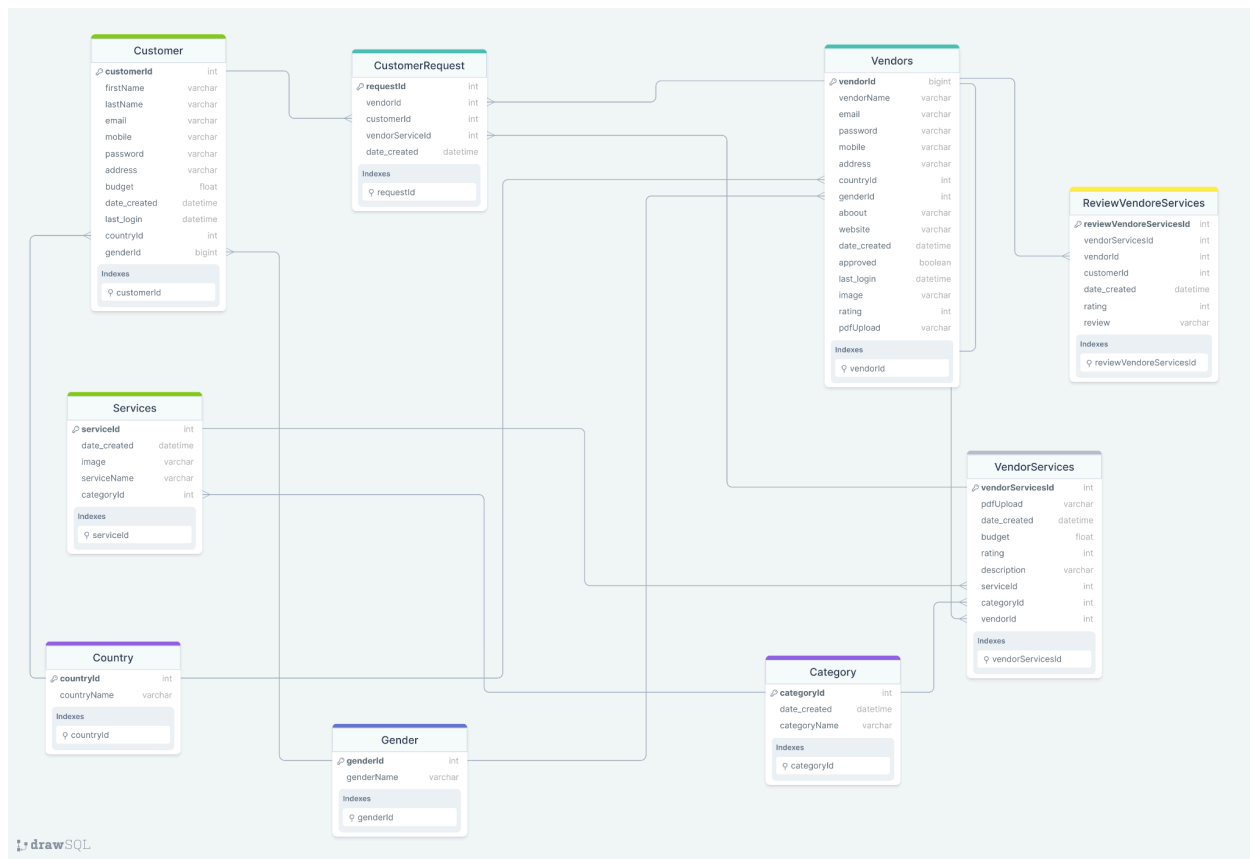 Customer
customerId int
firstName varchar
lastName varchar
email varchar
mobile varchar
password varchar
address varchar
budget float
date_created datetime
last_login datetime
countryId int
genderId bigint
Indexes
customerId
CustomerRequest
requestId int
vendorId int
customerId int
vendorServiceId int
date_created datetime
Indexes
requestId
Vendors
vendorId bigint
vendorName varchar
email varchar
password varchar
mobile varchar
address varchar
countryId int
genderId int
aboout varchar
website varchar
date_created datetime
approved boolean
last_login datetime
image varchar
rating int
pdfUpload varchar
Indexes
vendorId
ReviewVendoreServices
reviewVendoreServicesId int
vendorServicesId int
vendorId int
customerId int
date_created datetime
rating int
review varchar
Indexes
reviewVendoreServicesId
Services
serviceId int
date_created datetime
image varchar
serviceName varchar
categoryId int
Indexes
serviceId
VendorServices
vendorServicesId int
pdfUpload varchar
date_created datetime
budget float
rating int
description varchar
serviceId int
categoryId int
vendorId int
Indexes
vendorServicesId
Country
countryId int
countryName varchar
Indexes
countryId
Category
categoryId int
date_created datetime
categoryName varchar
Indexes
categoryId
Gender
genderId int
genderName varchar
Indexes
genderId
drawSQL